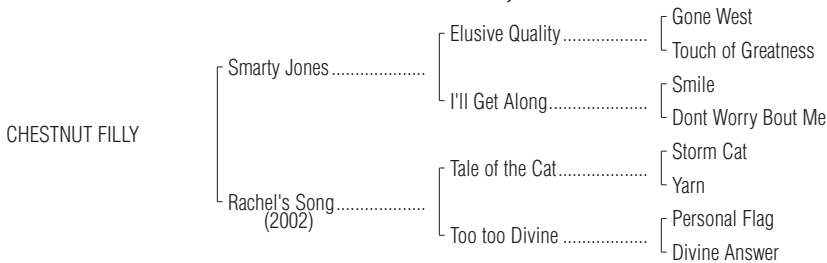 Gone West
Elusive Quality....................
Touch of Greatness
Smarty Jones....................
Smile
I'll Get Along.....................
Dont Worry Bout Me
CHESTNUT FILLY
Storm Cat
Tale of the Cat...................
Yarn
Rachel's Song...................
(2002)
Personal Flag
Too too Divine...................
Divine Answer